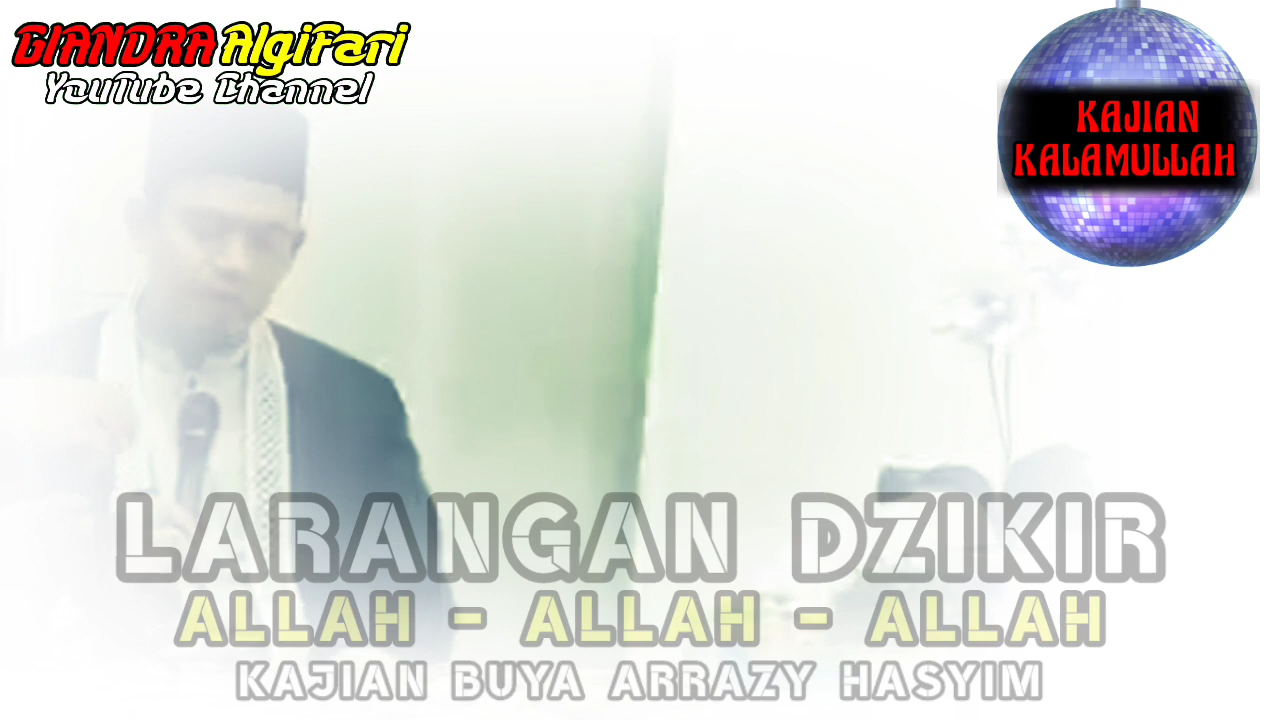 GIANDRA Algifari
YouTube Channel
KAJIAN
KALAMULLAH
LARANGAN DZIKIR
ALLAH - ALLAH - ALLAH
KAJIAN BUYA ARRAZY HASYIM